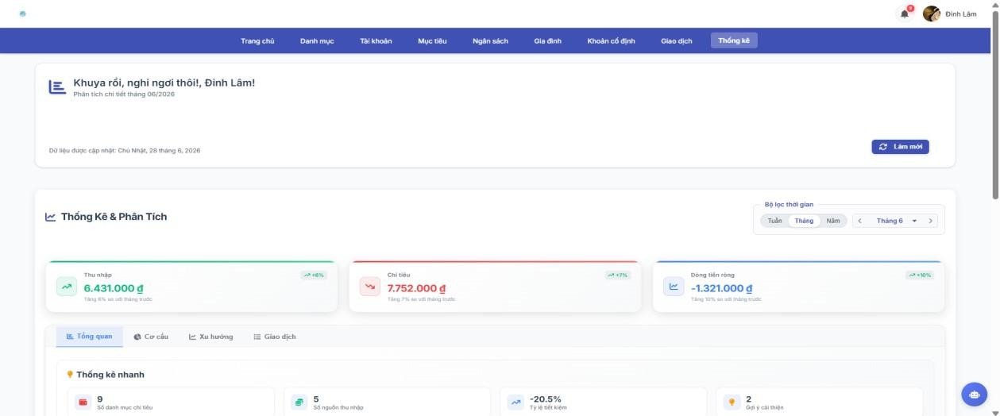 2
Đình Lâm
Trang chủ
Danh mục
Tài khoản
Mục tiêu
Ngân sách
Gia đình
Khoản cố định
Giao dịch
Thống kê
Khuya rồi, nghỉ ngơi thôi!, Đình Lâm!
Phân tích chi tiết tháng 06/2026
Dữ liệu được cập nhật: Chủ Nhật, 28 tháng 6, 2026
Làm mới
Thống Kê & Phân Tích
Bộ lọc thời gian
Tuần
Tháng
Năm
Tháng 6
Thu nhập
+6%
6.431.000 ₫
Tăng 6% so với tháng trước
Chi tiêu
+7%
7.752.000 ₫
Tăng 7% so với tháng trước
Dòng tiền ròng
+10%
-1.321.000 ₫
Tăng 10% so với tháng trước
Tổng quan
Cơ cấu
Xu hướng
Giao dịch
Thống kê nhanh
9
Số danh mục chi tiêu
5
Số nguồn thu nhập
-20.5%
Tỷ lệ tiết kiệm
2
Gợi ý cải thiện